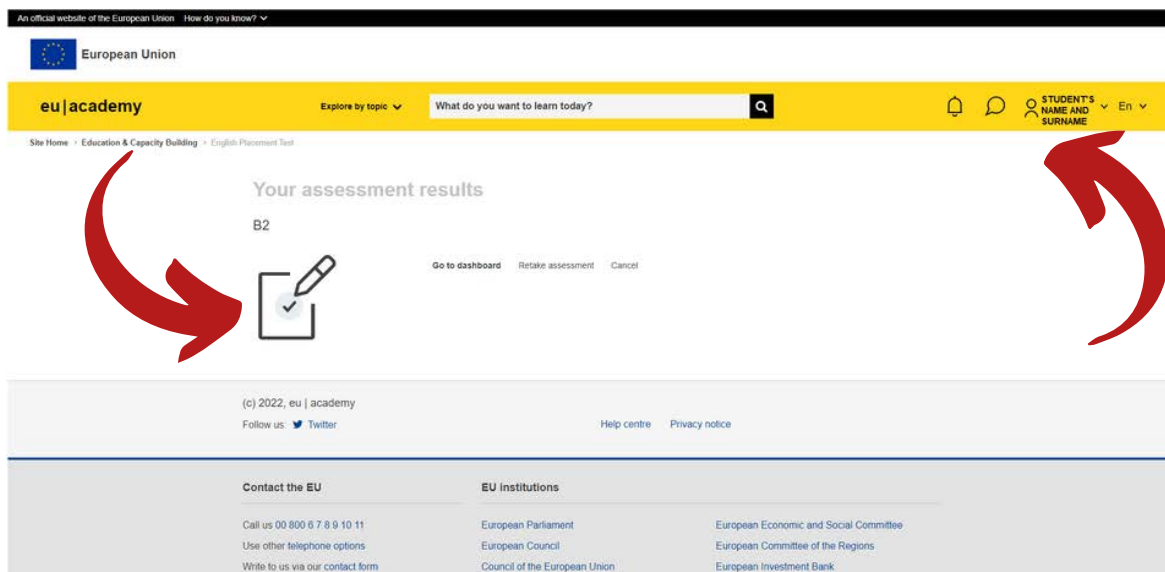 An official website of the European Union How do you know?
European Union
eu|academy
Explore by topic
What do you want to learn today?
STUDENT'S
NAME AND
SURNAME
En
Site Home Education & Capacity Building English Placement Test
Your assessment results
B2
Go to dashboard Retake assessment Cancel
(c) 2022, eu | academy
Follow us: Twitter
Help centre Privacy notice
Contact the EU
EU institutions
Call us 00 800 6 7 8 9 10 11
European Parliament
European Economic and Social Committee
Use other telephone options
European Council
European Committee of the Regions
Write to us via our contact form
Council of the European Union
European Investment Bank